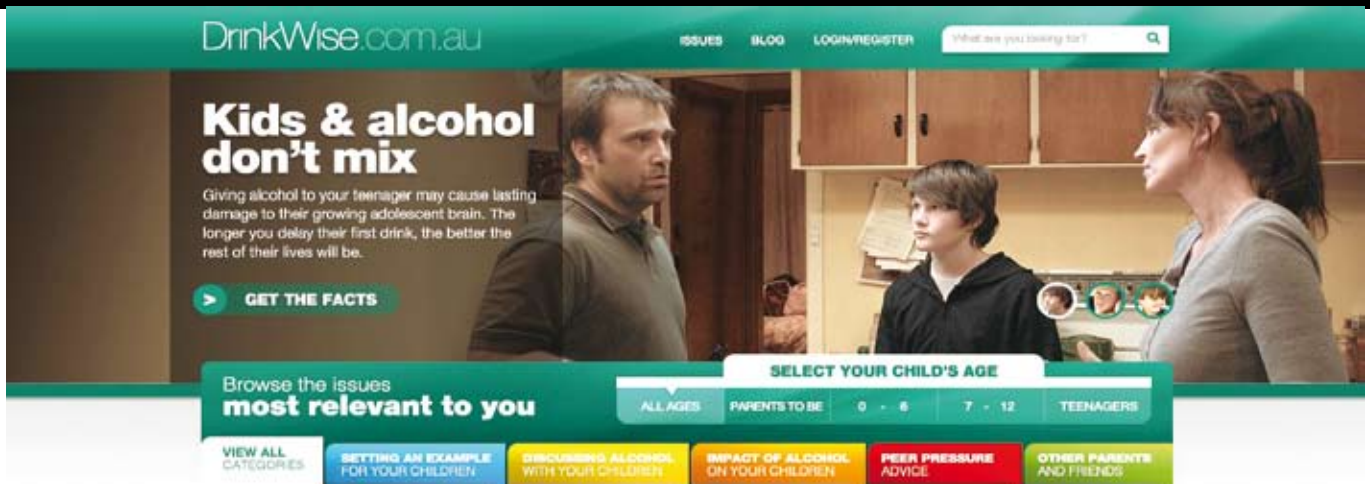 DrinkWise.com.au
ISSUES BLOG LOGIN/REGISTER What are you looking for?
Kids & alcohol
don't mix
Giving alcohol to your teenager may cause lasting
damage to their growing adolescent brain. The
longer you delay their first drink, the better the
rest of their lives will be.
> GET THE FACTS
SELECT YOUR CHILD'S AGE
Browse the issues
most relevant to you
ALL AGES PARENTS TO BE 0 - 6 7 - 12 TEENAGERS
VIEW ALL
CATEGORIES
SETTING AN EXAMPLE
FOR YOUR CHILDREN
DISCUSSING ALCOHOL
WITH YOUR CHILDREN
IMPACT OF ALCOHOL
ON YOUR CHILDREN
PEER PRESSURE
ADVICE
OTHER PARENTS
AND FRIENDS